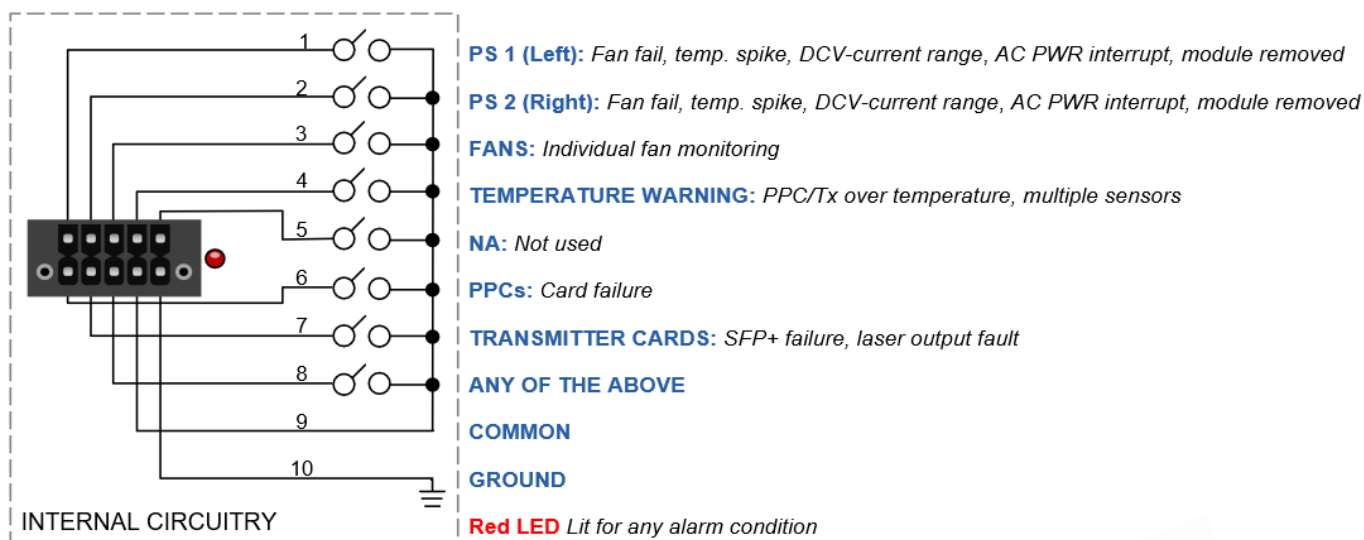 1
PS 1 (Left): Fan fail, temp. spike, DCV-current range, AC PWR interrupt, module removed
2
PS 2 (Right): Fan fail, temp. spike, DCV-current range, AC PWR interrupt, module removed
3
FANS: Individual fan monitoring
4
TEMPERATURE WARNING: PPC/Tx over temperature, multiple sensors
5
NA: Not used
6
PPCs: Card failure
7
TRANSMITTER CARDS: SFP+ failure, laser output fault
8
ANY OF THE ABOVE
9
COMMON
10
GROUND
INTERNAL CIRCUITRY
Red LED Lit for any alarm condition